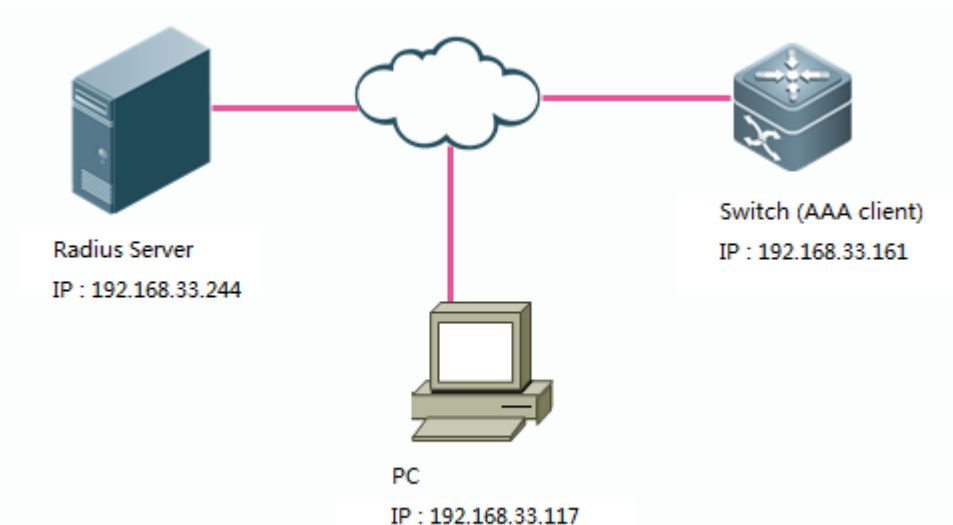 Radius Server
IP : 192.168.33.244
Switch (AAA client)
IP : 192.168.33.161
PC
IP : 192.168.33.117